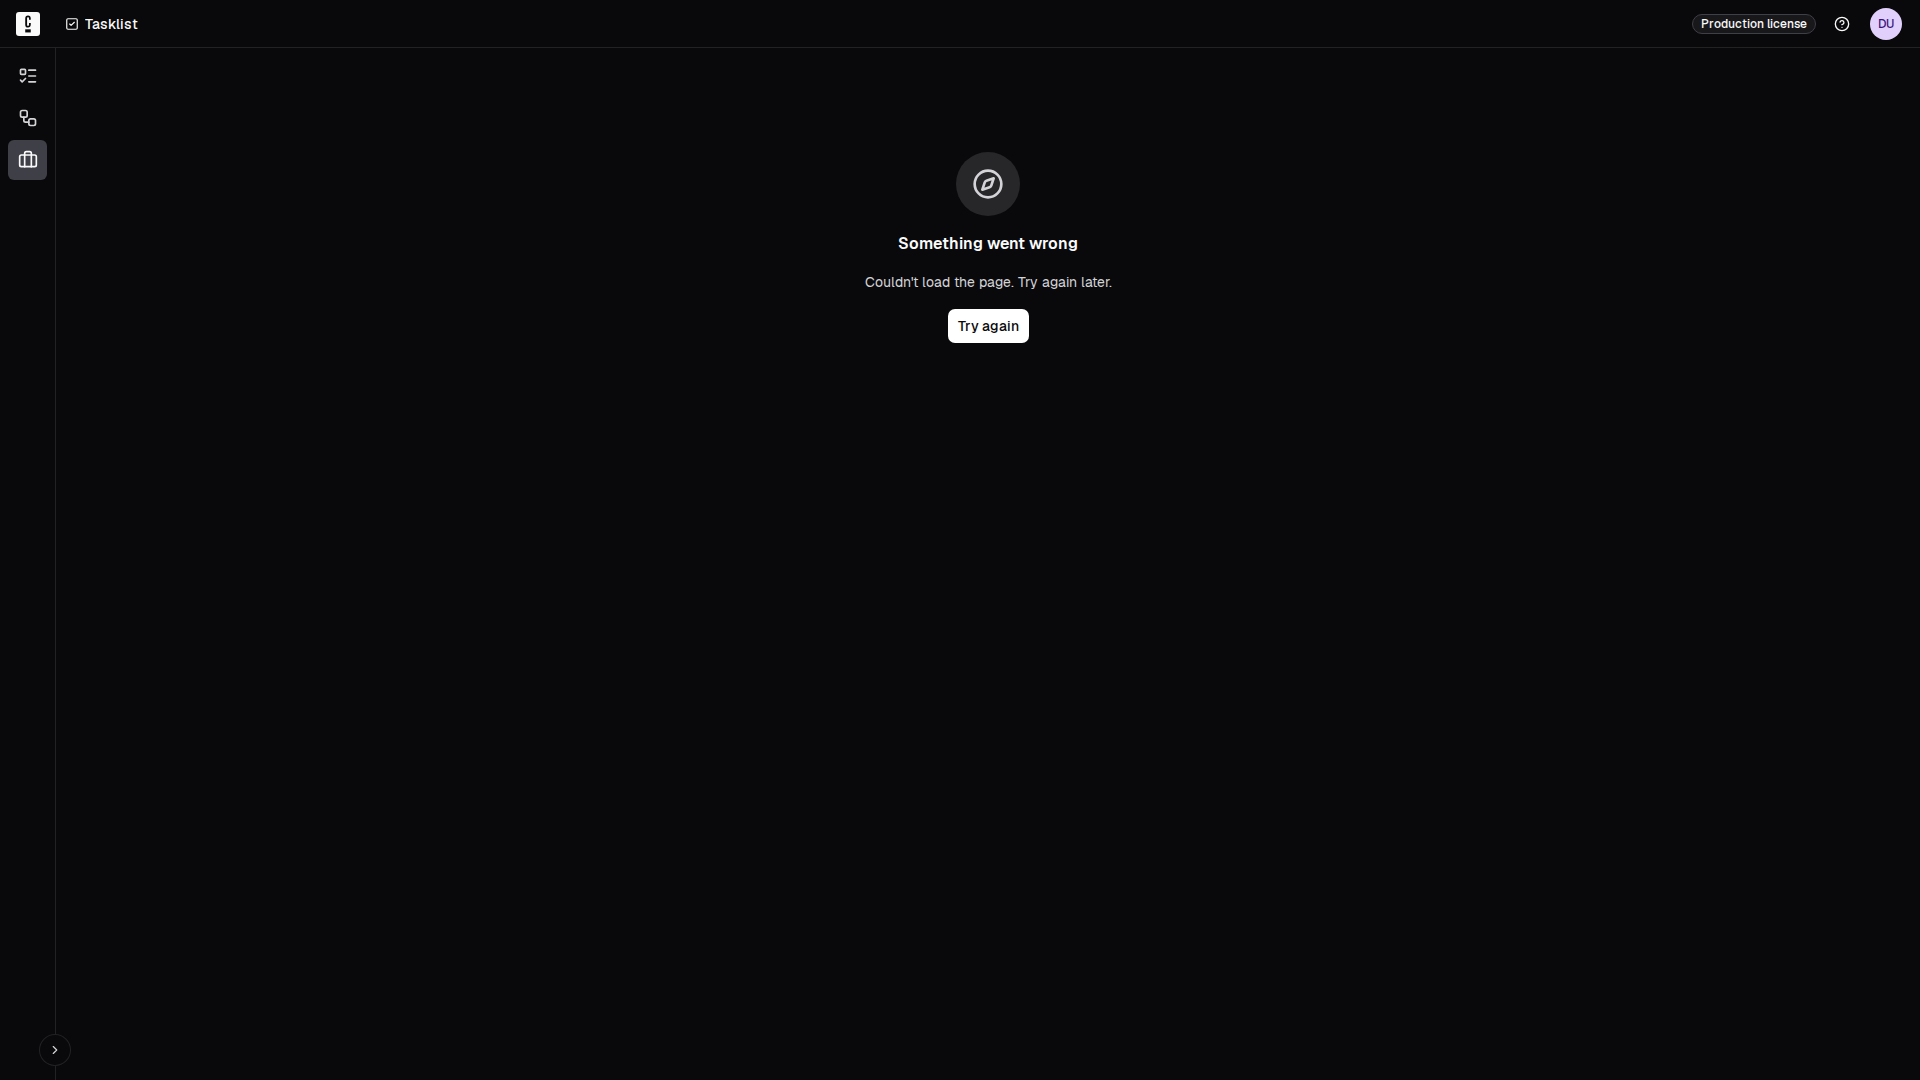 Tasklist
Production license
DU
Something went wrong
Couldn't load the page. Try again later.
Try again